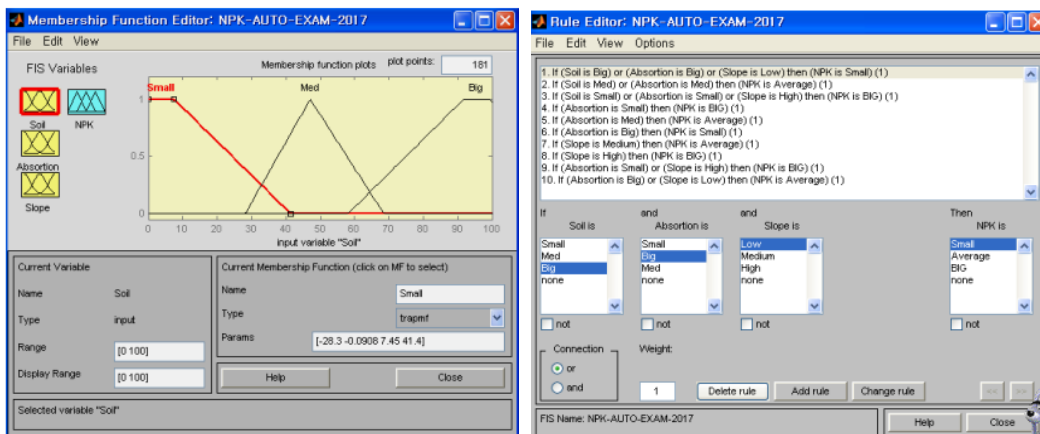 Membership Function Editor: NPK-AUTO-EXAM-2017
File Edit View
FIS Variables
Soil
NPK
Absortion
Slope
Membership function plots
plot points:
181
Small
Med
Big
1
0.5
0
0 10 20 30 40 50 60 70 80 90 100
input variable "Soil"
Current Variable
Name Soil
Type input
Range [0 100]
Display Range [0 100]
Current Membership Function (click on MF to select)
Name Small
Type trapmf
Params [-28.3 -0.0908 7.45 41.4]
Help Close
Selected variable "Soil"
Rule Editor: NPK-AUTO-EXAM-2017
File Edit View Options
1. If (Soil is Big) or (Absortion is Big) or (Slope is Low) then (NPK is Small) (1)
2. If (Soil is Med) or (Absortion is Med) then (NPK is Average) (1)
3. If (Soil is Small) or (Absortion is Small) or (Slope is High) then (NPK is BIG) (1)
4. If (Absortion is Small) then (NPK is BIG) (1)
5. If (Absortion is Med) then (NPK is Average) (1)
6. If (Absortion is Big) then (NPK is Small) (1)
7. If (Slope is Medium) then (NPK is Average) (1)
8. If (Slope is High) then (NPK is BIG) (1)
9. If (Absortion is Small) or (Slope is High) then (NPK is BIG) (1)
10. If (Absortion is Big) or (Slope is Low) then (NPK is Average) (1)
If and and Then
Soil is Absortion is Slope is NPK is
Small Small Low Small
Med Big Medium Average
Big Med High BIG
none none none none
not not not not
Connection
or
and
Weight:
1
Delete rule Add rule Change rule << >>
FIS Name: NPK-AUTO-EXAM-2017
Help Close